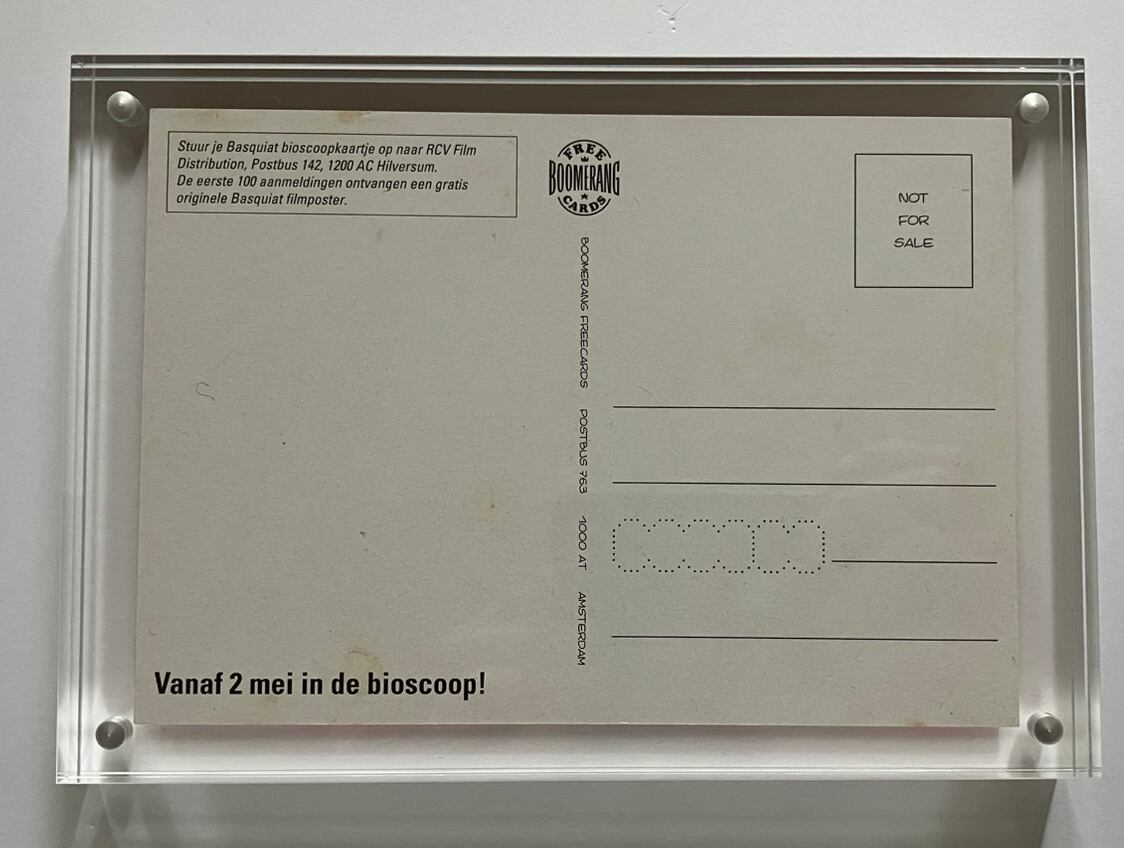 Stuur je Basquiat bioscoopkaartje op naar RCV Film
Distribution, Postbus 142, 1200 AC Hilversum.
De eerste 100 aanmeldingen ontvangen een gratis
originele Basquiat filmposter.
FREE
BOOMERANG
CARDS
NOT
FOR
SALE
BOOMERANG FREECARDS POSTBUS 763 1000 AT AMSTERDAM
Vanaf 2 mei in de bioscoop!